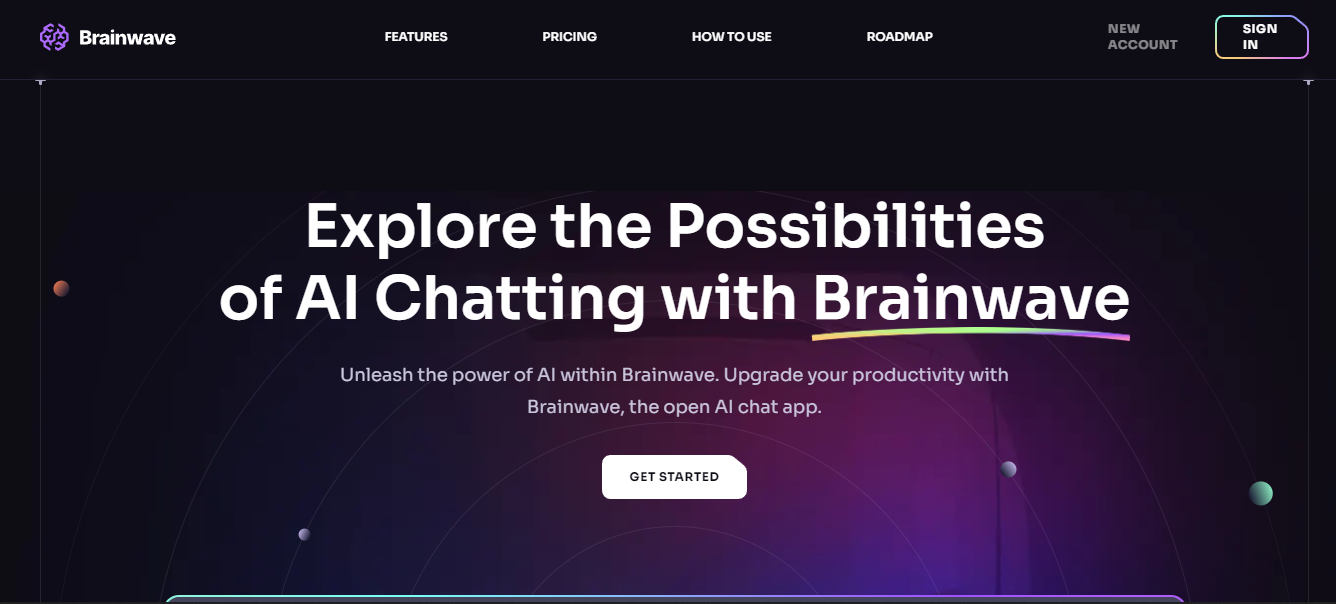 Brainwave
FEATURES
PRICING
HOW TO USE
ROADMAP
NEW
ACCOUNT
SIGN
IN
Explore the Possibilities
of AI Chatting with Brainwave
Unleash the power of AI within Brainwave. Upgrade your productivity with
Brainwave, the open AI chat app.
GET STARTED